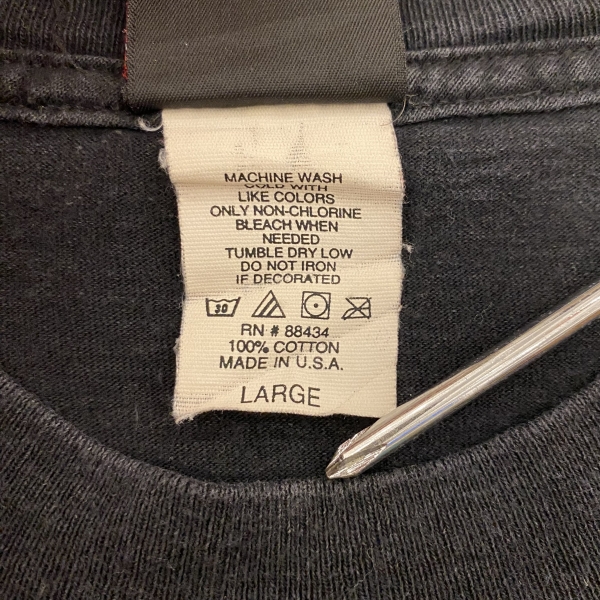 MACHINE WASH
COLD WITH
LIKE COLORS
ONLY NON-CHLORINE
BLEACH WHEN
NEEDED
TUMBLE DRY LOW
DO NOT IRON
IF DECORATED
30
RN # 88434
100% COTTON
MADE IN U.S.A.
LARGE